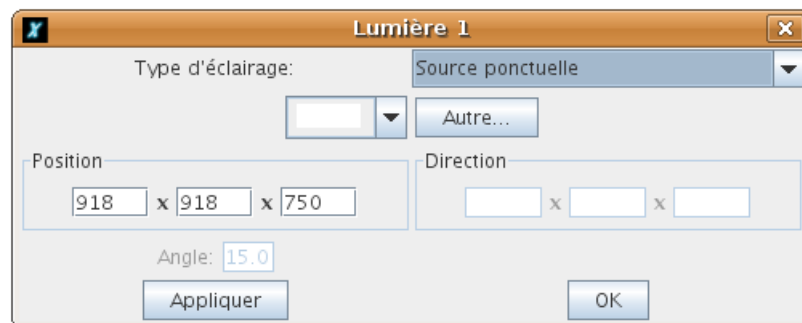 Lumière 1
Type d'éclairage: Source ponctuelle
Autre...
Position Direction
918 x 918 x 750 x x
Angle: 15.0
Appliquer OK